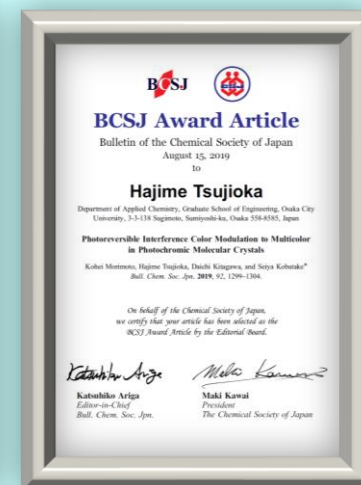 BCSJ
BCSJ Award Article
Bulletin of the Chemical Society of Japan
August 15, 2019
to
Hajime Tsujioka
Department of Applied Chemistry, Graduate School of Engineering, Osaka City
University, 3-3-138 Sugimoto, Sumiyoshi-ku, Osaka 558-8585, Japan
Photoreversible Interference Color Modulation to Multicolor
in Photochromic Molecular Crystals
Kohei Morimoto, Hajime Tsujioka, Daichi Kitagawa, and Seiya Kobatake*
Bull. Chem. Soc. Jpn. 2019, 92, 1299–1304.
On behalf of the Chemical Society of Japan,
we certify that your article has been selected as the
BCSJ Award Article by the Editorial Board.
Katsuhiko Ariga
Maki Kawai
Katsuhiko Ariga
Editor-in-Chief
Bull. Chem. Soc. Jpn.
Maki Kawai
President
The Chemical Society of Japan